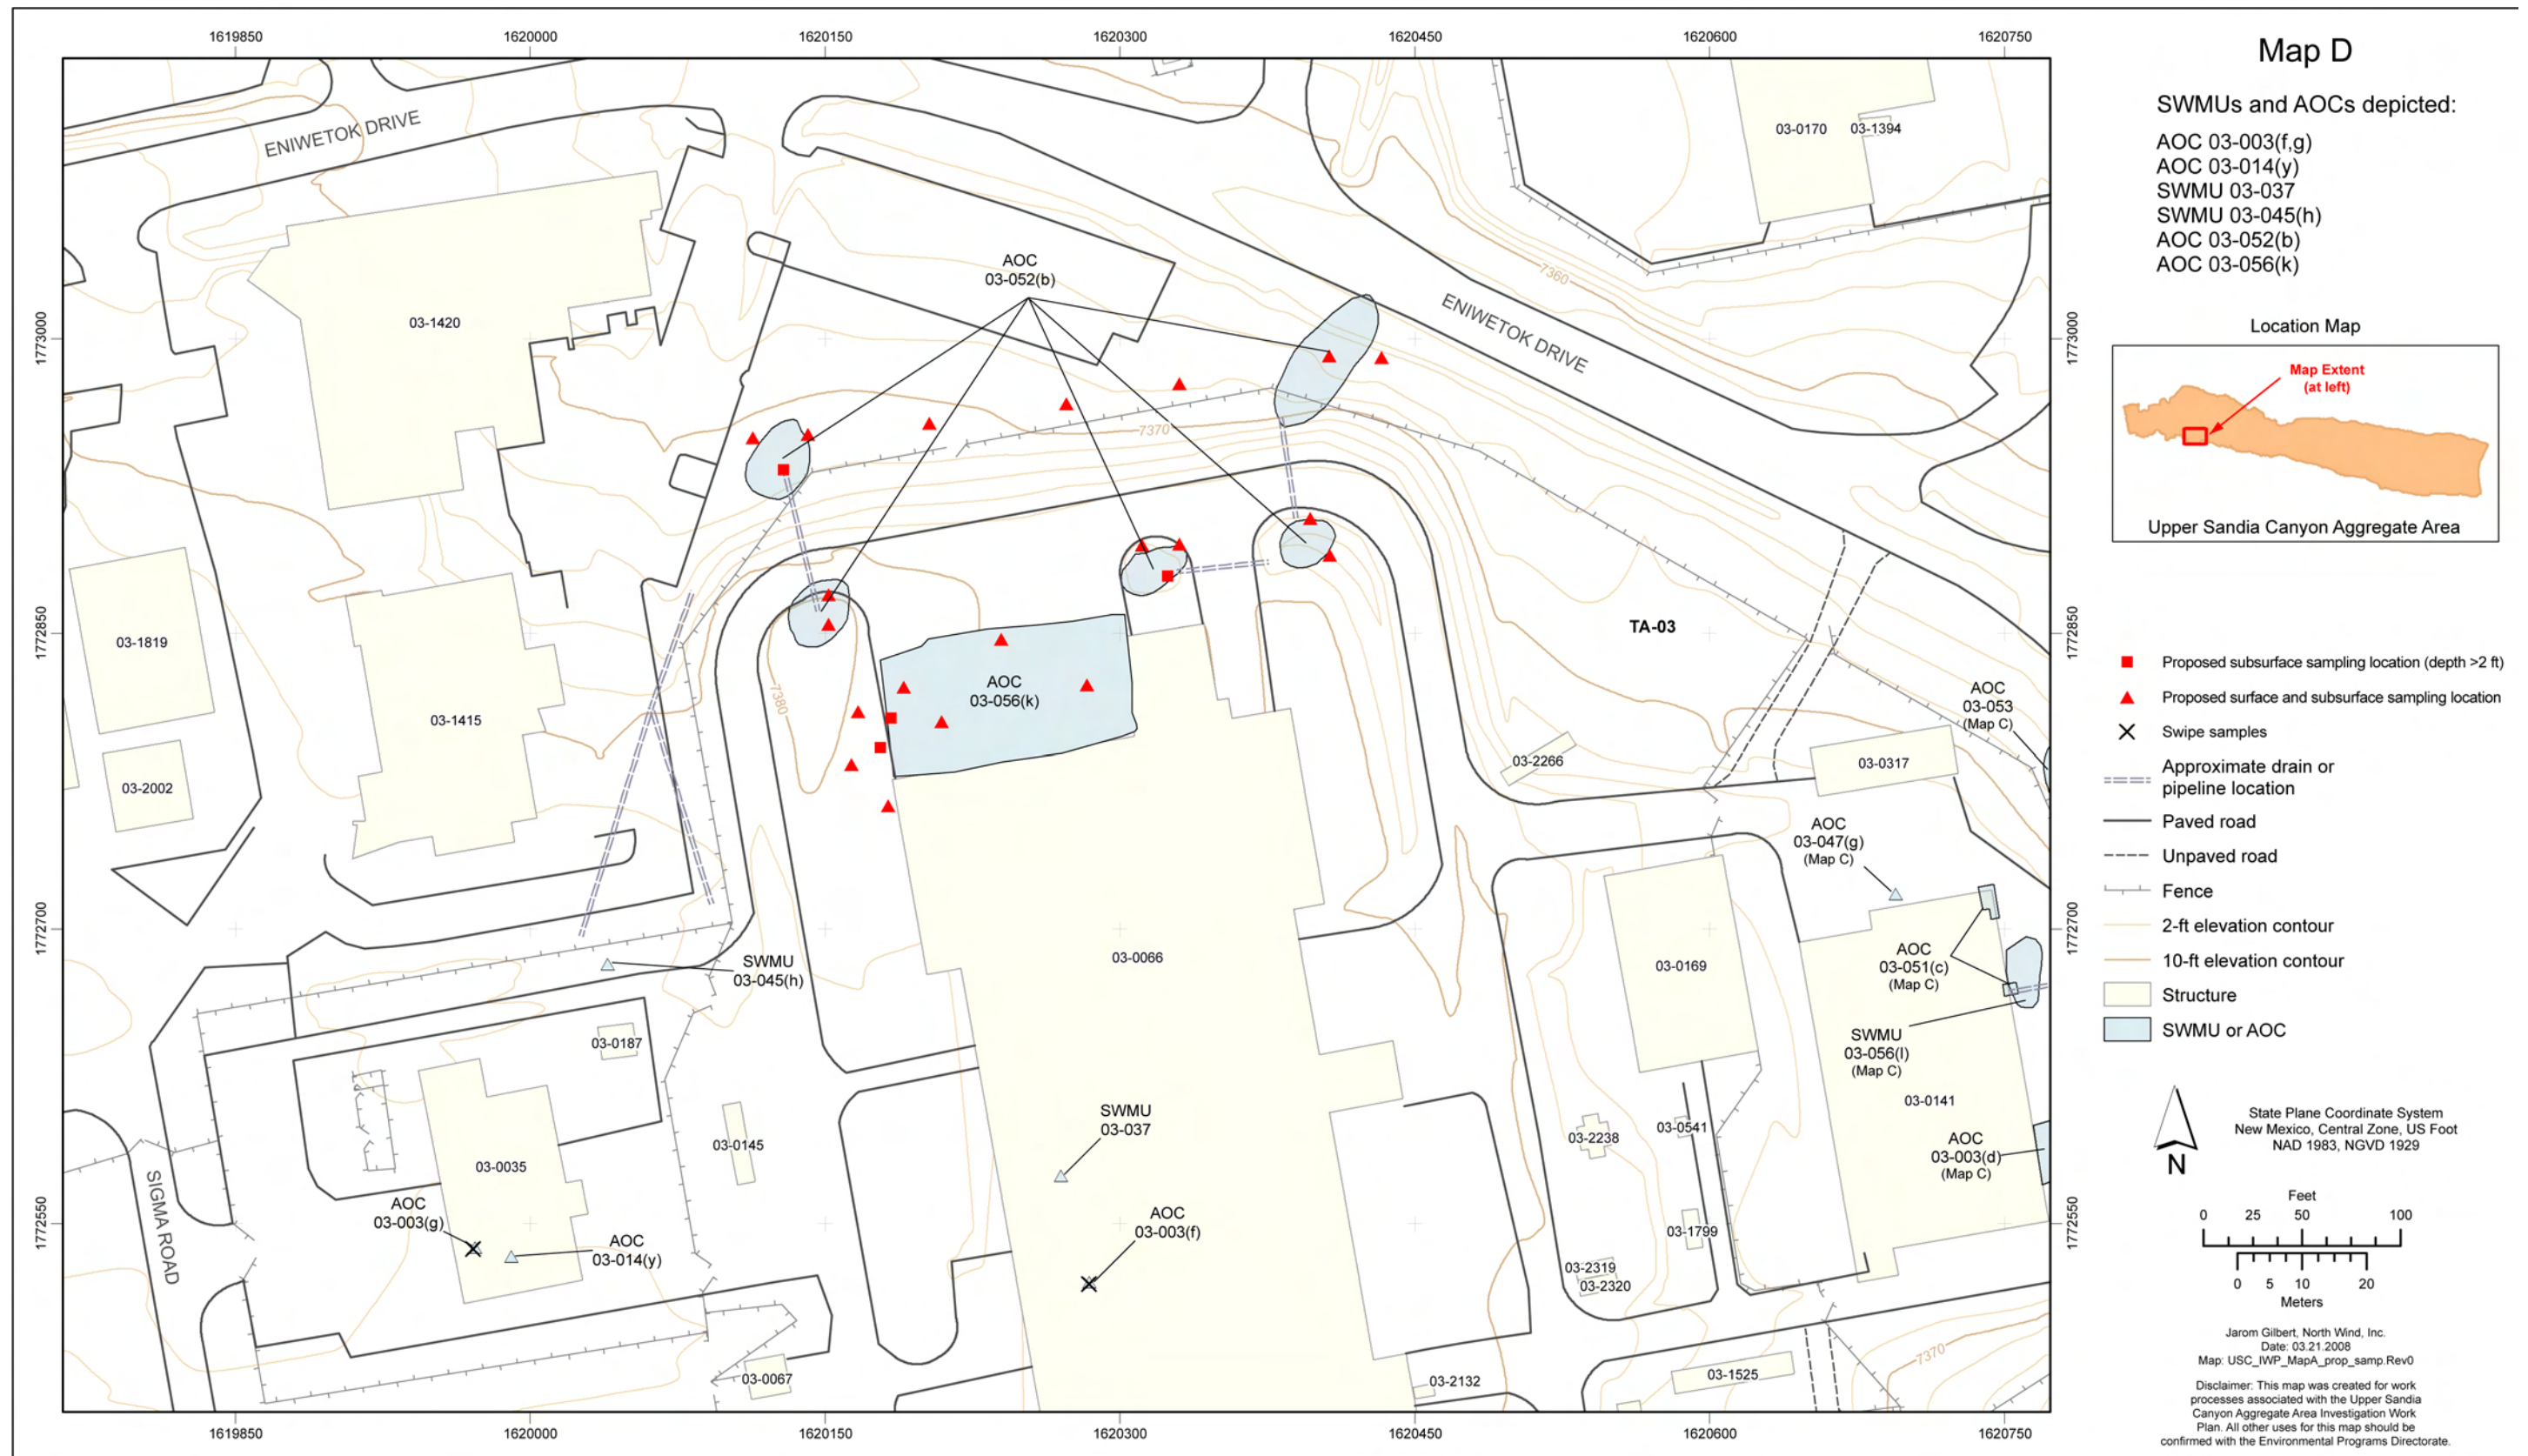 1619850 1620000 1620150 1620300 1620450 1620600 1620750
ENIWETOK DRIVE
03-0170 03-1394
7360
AOC
03-052(b)
03-1420
1773000
ENIWETOK DRIVE
1773000
7370
03-1819
1772850
TA-03
1772850
03-1415
7380
AOC
03-056(k)
AOC
03-053
(Map C)
03-2002
03-2266
03-0317
AOC
03-047(g)
(Map C)
1772700
1772700
SWMU
03-045(h)
03-0066
03-0169
AOC
03-051(c)
(Map C)
03-0187
SWMU
03-056(l)
(Map C)
03-0141
03-0145
SWMU
03-037
03-2238
03-0541
AOC
03-003(d)
(Map C)
03-0035
SIGMA ROAD
AOC
03-003(g)
AOC
03-014(y)
AOC
03-003(f)
1772550
1772550
03-1799
03-2319
03-2320
03-0067
03-2132
03-1525
7370
1619850 1620000 1620150 1620300 1620450 1620600 1620750
Map D
SWMUs and AOCs depicted:
AOC 03-003(f,g)
AOC 03-014(y)
SWMU 03-037
SWMU 03-045(h)
AOC 03-052(b)
AOC 03-056(k)
Location Map
Map Extent
(at left)
Upper Sandia Canyon Aggregate Area
Proposed subsurface sampling location (depth >2 ft)
Proposed surface and subsurface sampling location
Swipe samples
Approximate drain or
pipeline location
Paved road
Unpaved road
Fence
2-ft elevation contour
10-ft elevation contour
Structure
SWMU or AOC
N
State Plane Coordinate System
New Mexico, Central Zone, US Foot
NAD 1983, NGVD 1929
Feet
0 25 50 100
0 5 10 20
Meters
Jarom Gilbert, North Wind, Inc.
Date: 03.21.2008
Map: USC_IWP_MapA_prop_samp.Rev0
Disclaimer: This map was created for work
processes associated with the Upper Sandia
Canyon Aggregate Area Investigation Work
Plan. All other uses for this map should be
confirmed with the Environmental Programs Directorate.